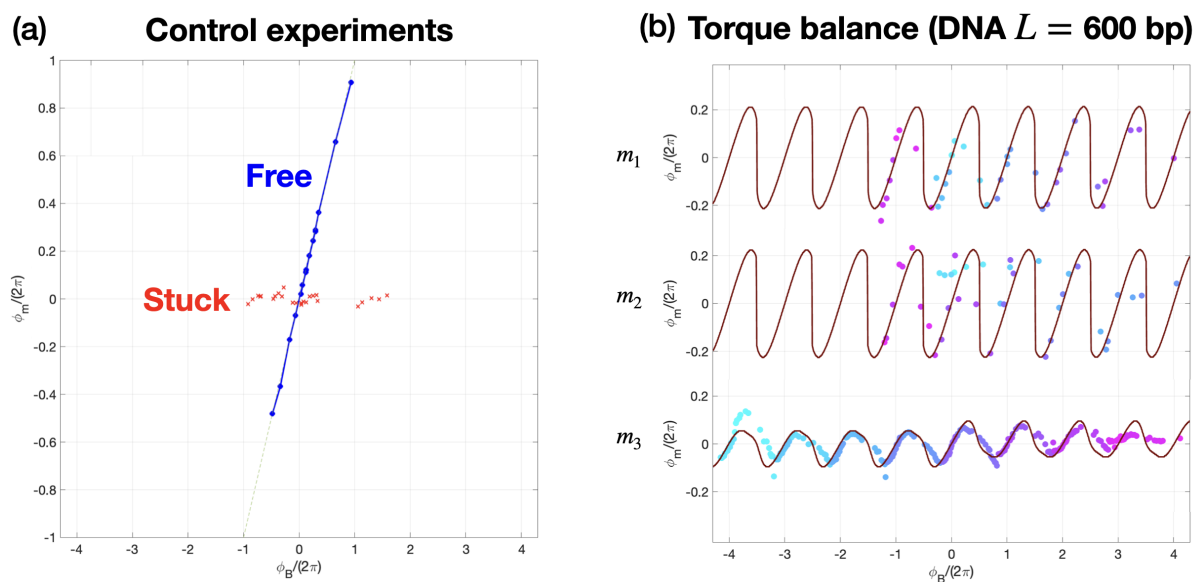 (a) Control experiments
1
0.8
0.6
0.4
0.2
0
-0.2
-0.4
-0.6
-0.8
-1
ϕm/(2π)
Free
Stuck
-4 -3 -2 -1 0 1 2 3 4
ϕB/(2π)
(b) Torque balance (DNA L = 600 bp)
m1
ϕm/(2π)
0.2
0
-0.2
m2
ϕm/(2π)
0.2
0
-0.2
m3
ϕm/(2π)
0.2
0
-0.2
-4 -3 -2 -1 0 1 2 3 4
ϕB/(2π)